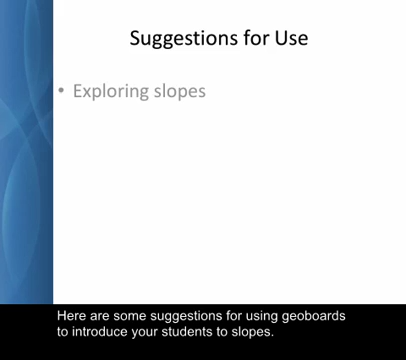 Suggestions for Use
• Exploring slopes
Here are some suggestions for using geoboards
to introduce your students to slopes.